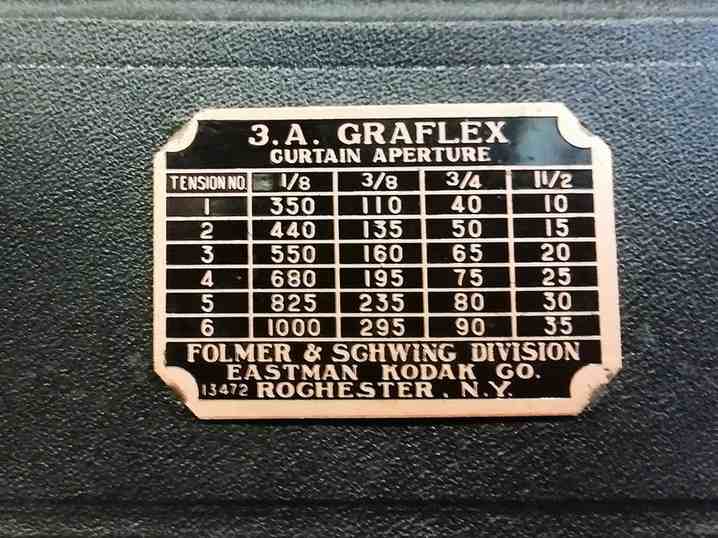 3.A. GRAFLEX
CURTAIN APERTURE
TENSION NO. 1/8 3/8 3/4 1 1/2
1 350 110 40 10
2 440 135 50 15
3 550 160 65 20
4 680 195 75 25
5 825 235 80 30
6 1000 295 90 35
FOLMER & SCHWING DIVISION
EASTMAN KODAK CO.
13472 ROCHESTER, N.Y.